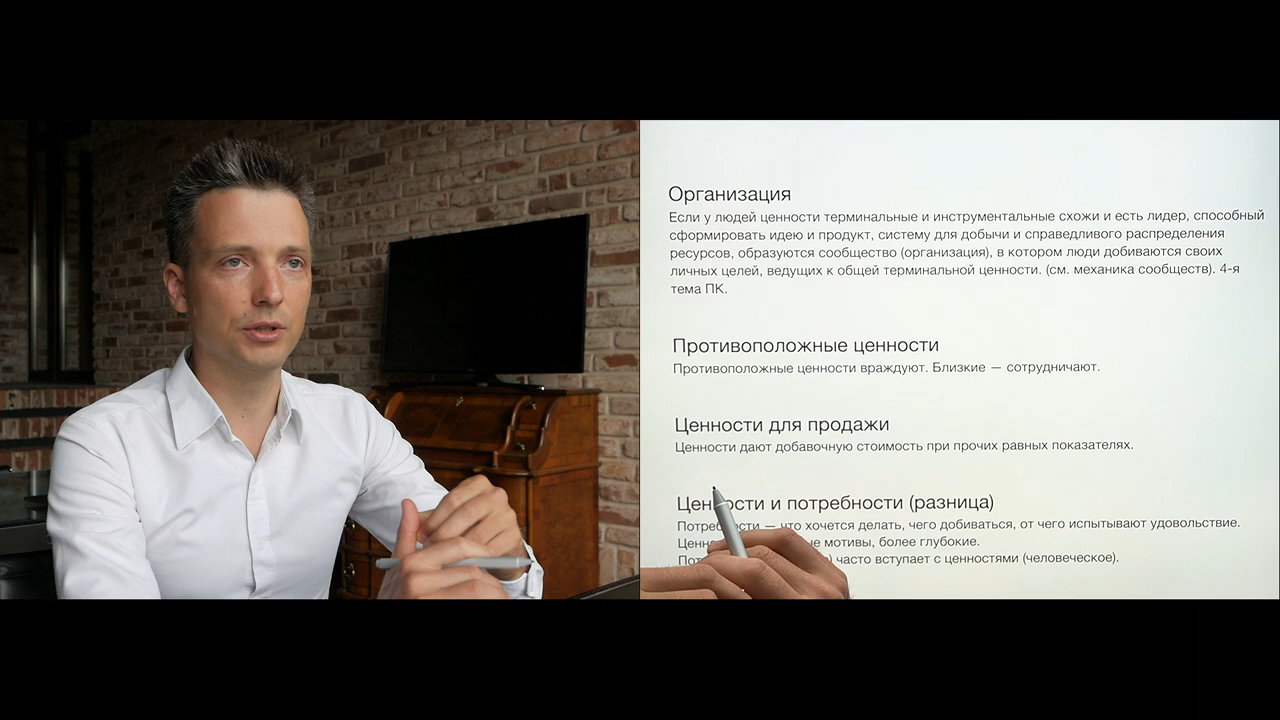 Организация
Если у людей ценности терминальные и инструментальные схожи и есть лидер, способный
сформировать идею и продукт, систему для добычи и справедливого распределения
ресурсов, образуются сообщество (организация), в котором люди добиваются своих
личных целей, ведущих к общей терминальной ценности. (см. механика сообществ). 4-я
тема ПК.
Противоположные ценности
Противоположные ценности враждуют. Близкие — сотрудничают.
Ценности для продажи
Ценности дают добавочную стоимость при прочих равных показателях.
Ценности и потребности (разница)
Потребности — что хочется делать, чего добиваться, от чего испытывают удовольствие.
мотивы, более глубокие.
часто вступает с ценностями (человеческое).